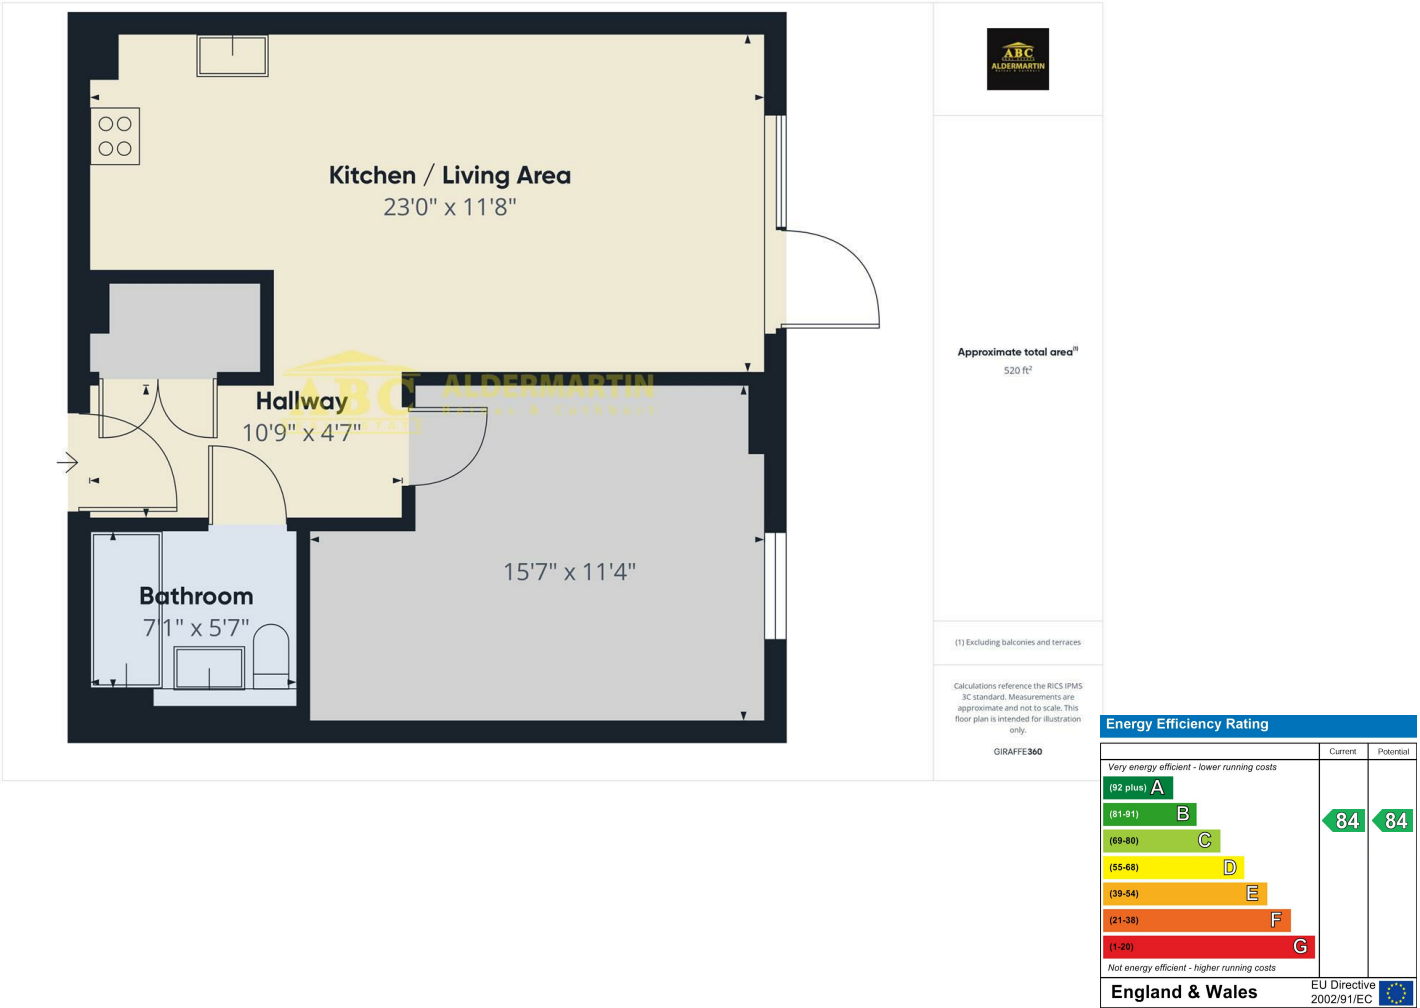 ABC
ALDERMARTIN
Kitchen / Living Area
23'0" x 11'8"
Approximate total area(1)
520 ft²
ABC ALDERMARTIN
Hallway
10'9" x 4'7"
15'7" x 11'4"
Bathroom
7'1" x 5'7"
(1) Excluding balconies and terraces
Calculations reference the RICS IPMS
3C standard. Measurements are
approximate and not to scale. This
floor plan is intended for illustration
only.
GIRAFFE360
Energy Efficiency Rating
Current Potential
Very energy efficient - lower running costs
(92 plus) A
(81-91) B
84 84
(69-80) C
(55-68) D
(39-54) E
(21-38) F
(1-20) G
Not energy efficient - higher running costs
England & Wales
EU Directive
2002/91/EC